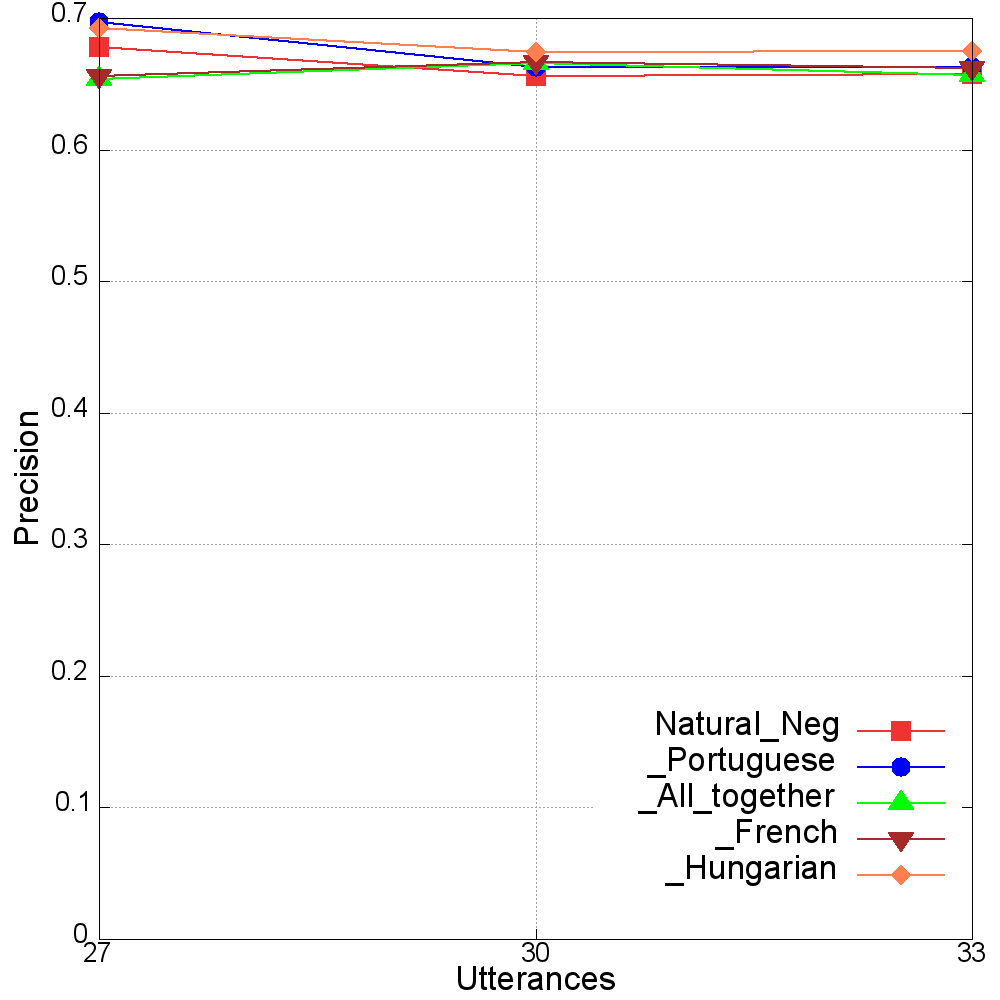 0.7
0.6
0.5
0.4
0.3
0.2
0.1
0
Precision
27
30
33
Utterances
Natural_Neg
_Portuguese
_All_together
_French
_Hungarian